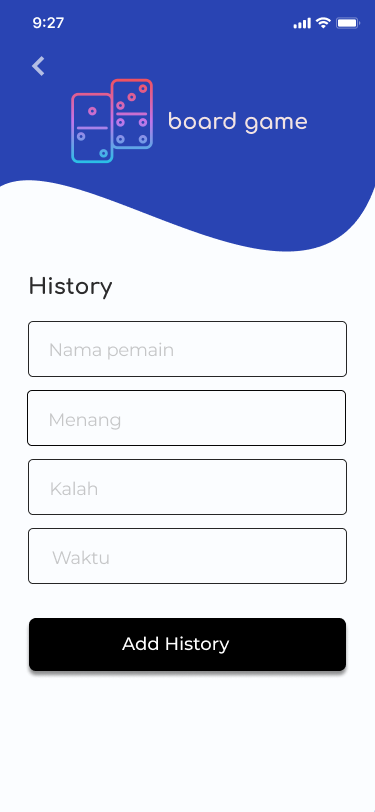 9:27
board game
History
Nama pemain
Menang
Kalah
Waktu
Add History